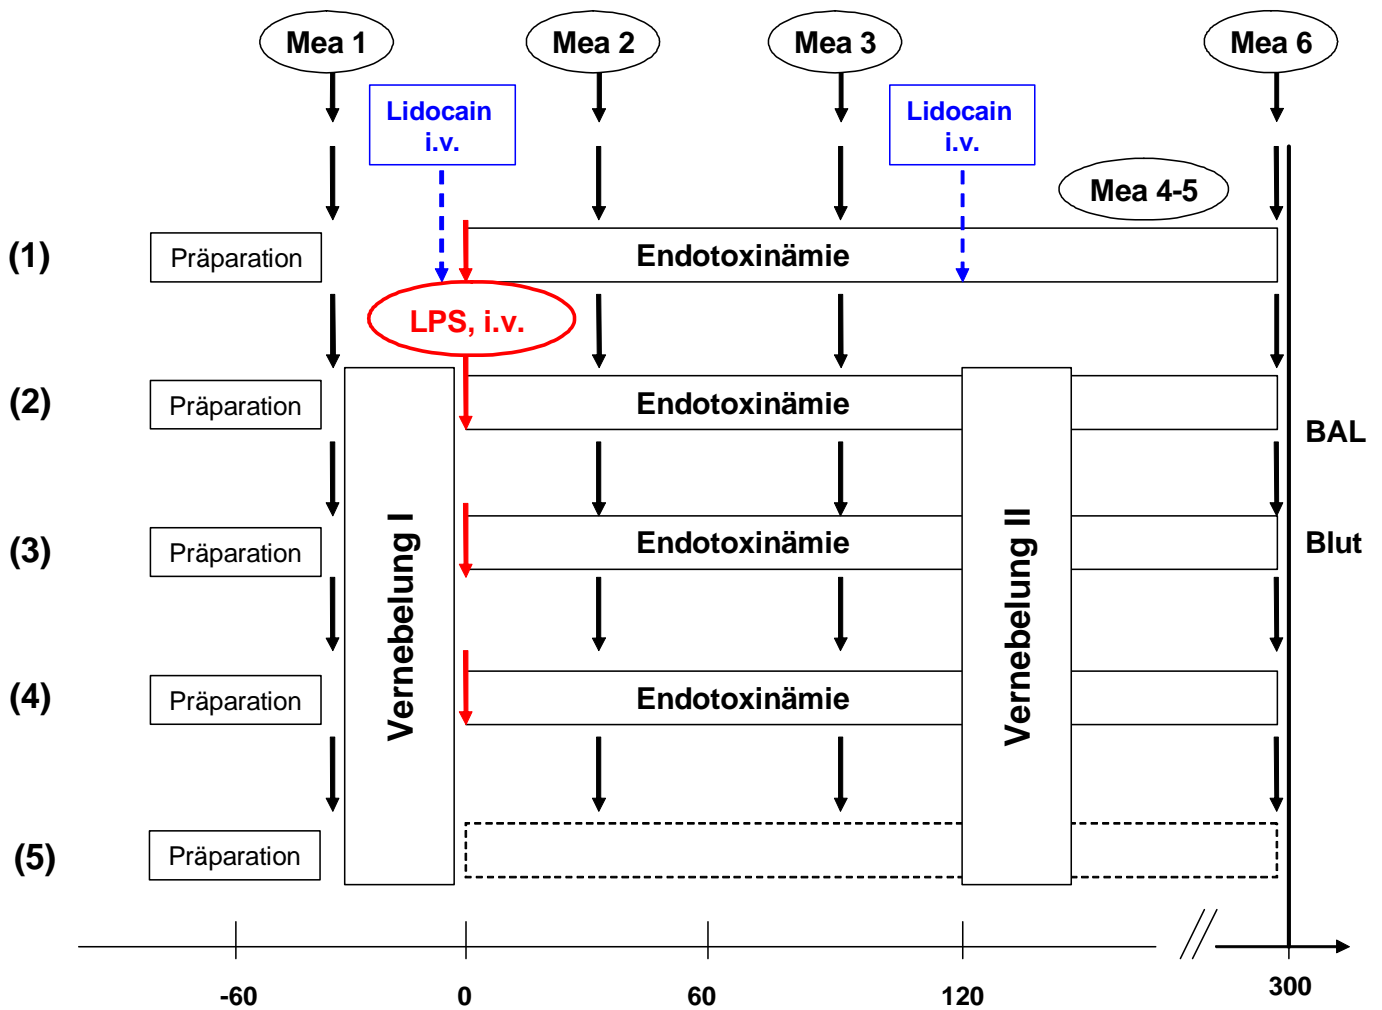 Mea 1
Mea 2
Mea 3
Mea 6
Lidocain
i.v.
Lidocain
i.v.
Mea 4-5
(1)
Präparation
Endotoxinämie
LPS, i.v.
(2)
Präparation
Endotoxinämie
BAL
Vernebelung I
Vernebelung II
(3)
Präparation
Endotoxinämie
Blut
(4)
Präparation
Endotoxinämie
(5)
Präparation
-60
0
60
120
300